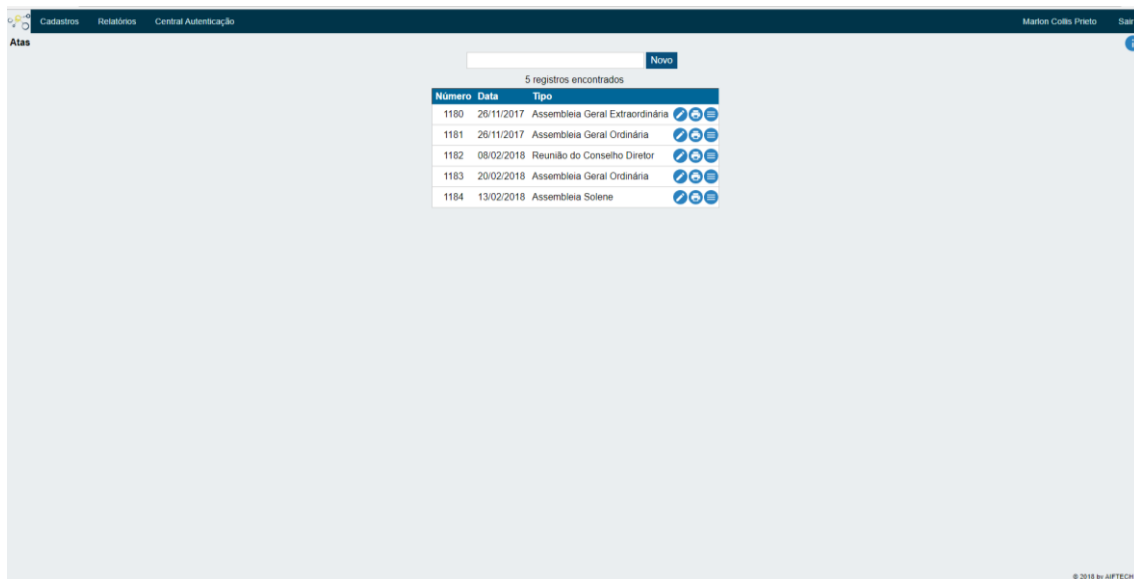 Cadastros Relatórios Central Autenticação Marlon Collis Prieto Sair
Atas
Novo
5 registros encontrados
Número Data Tipo
1180 26/11/2017 Assembleia Geral Extraordinária
1181 26/11/2017 Assembleia Geral Ordinária
1182 08/02/2018 Reunião do Conselho Diretor
1183 20/02/2018 Assembleia Geral Ordinária
1184 13/02/2018 Assembleia Solene
© 2018 by AIFTECH